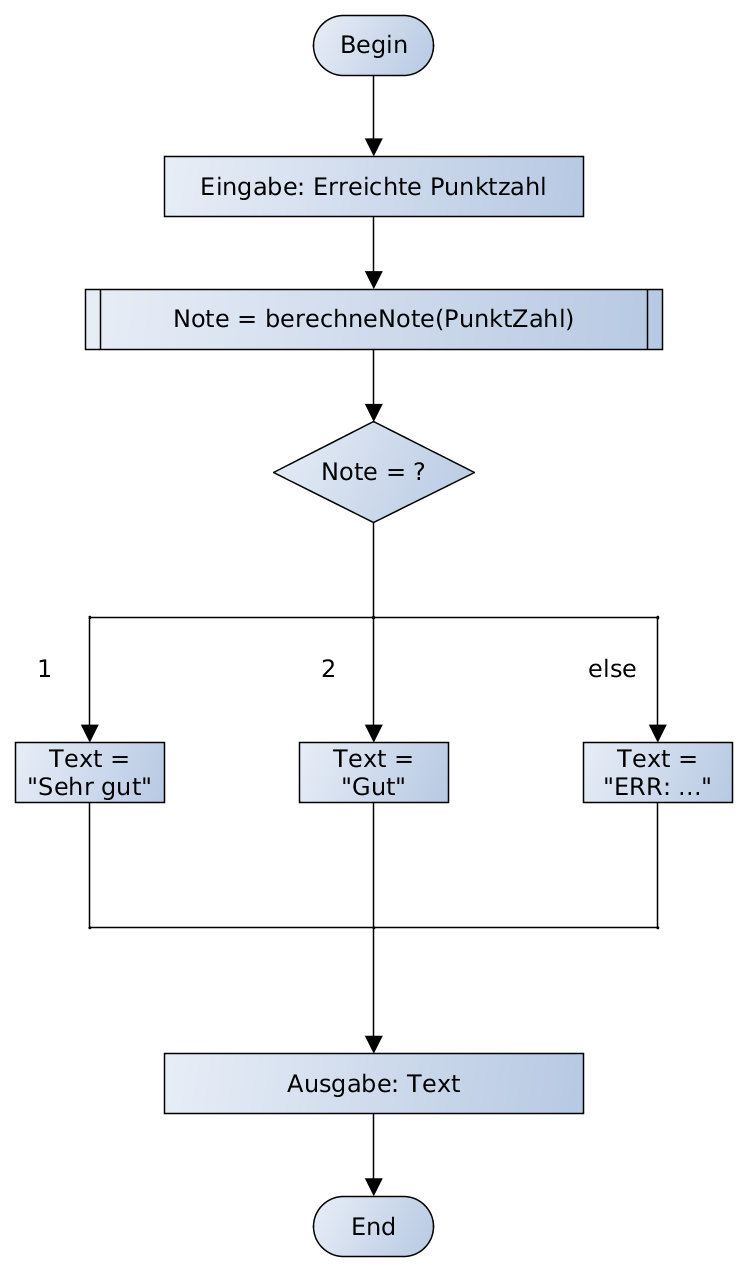 Begin
Eingabe: Erreichte Punktzahl
Note = berechneNote(PunktZahl)
Note = ?
1
2
else
Text =
"Sehr gut"
Text =
"Gut"
Text =
"ERR: ..."
Ausgabe: Text
End